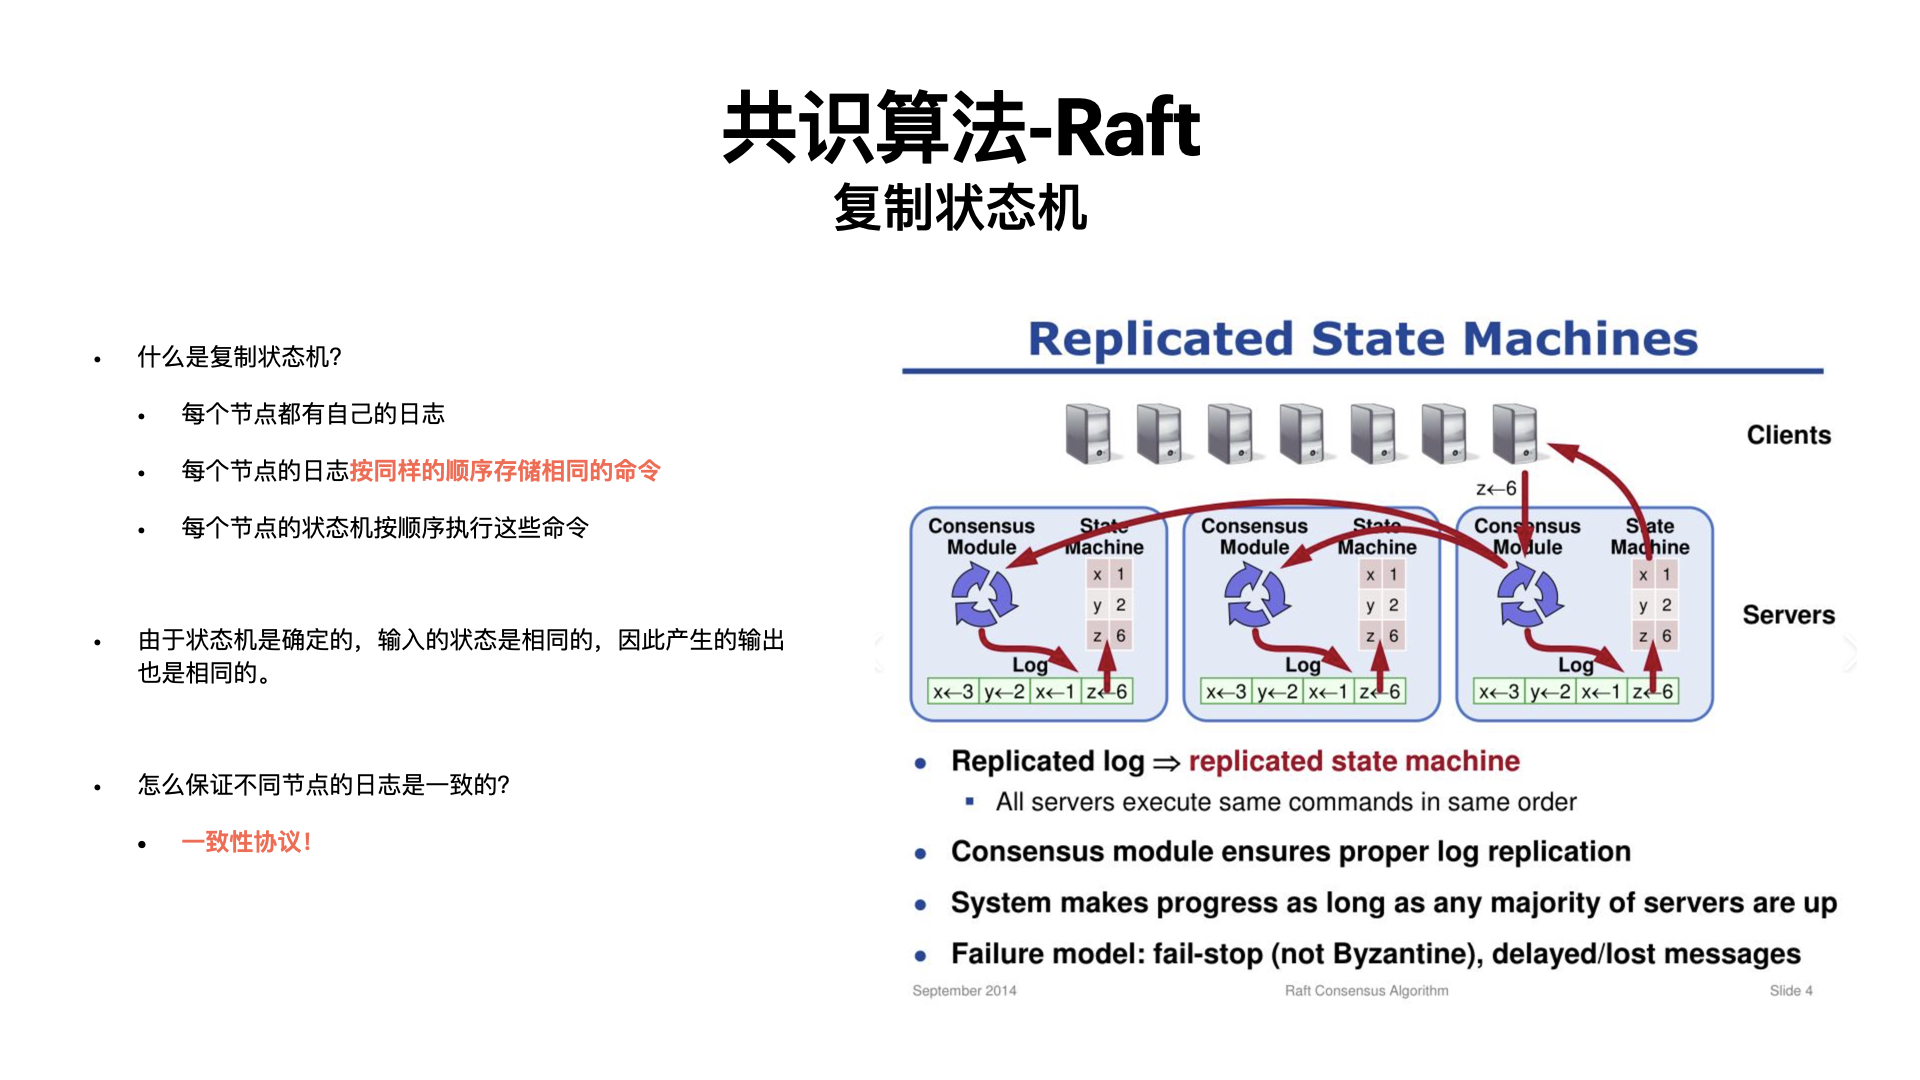 共识算法-Raft
复制状态机
• 什么是复制状态机？
• 每个节点都有自己的日志
• 每个节点的日志按同样的顺序存储相同的命令
• 每个节点的状态机按顺序执行这些命令
• 由于状态机是确定的，输入的状态是相同的，因此产生的输出
也是相同的。
• 怎么保证不同节点的日志是一致的？
• 一致性协议！
Replicated State Machines
Clients
z←6
Consensus Module
State Machine
x 1
y 2
z 6
Log
x←3 y←2 x←1 z←6
Consensus Module
State Machine
x 1
y 2
z 6
Log
x←3 y←2 x←1 z←6
Consensus Module
State Machine
x 1
y 2
z 6
Log
x←3 y←2 x←1 z←6
Servers
• Replicated log ⇒ replicated state machine
▪ All servers execute same commands in same order
• Consensus module ensures proper log replication
• System makes progress as long as any majority of servers are up
• Failure model: fail-stop (not Byzantine), delayed/lost messages
September 2014
Raft Consensus Algorithm
Slide 4